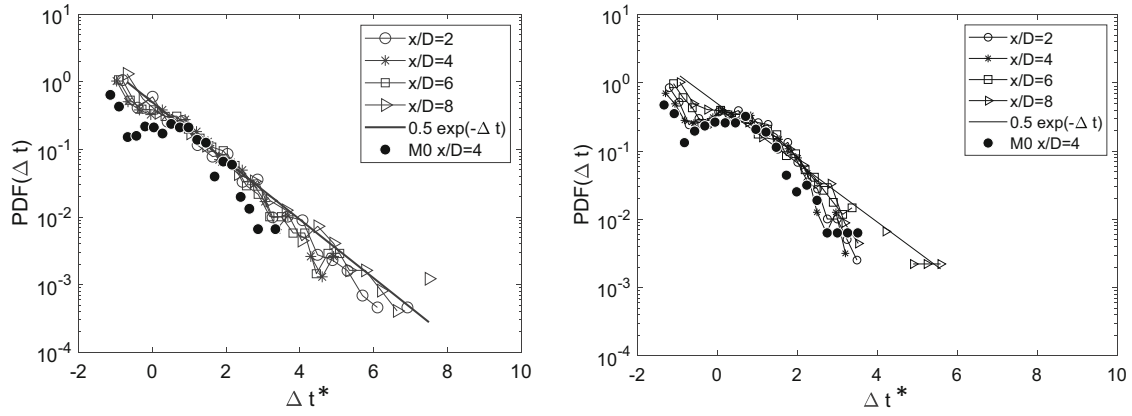 10^1
10^0
10^-1
10^-2
10^-3
10^-4
PDF(Δ t)
-2 0 2 4 6 8 10
Δ t*
x/D=2
x/D=4
x/D=6
x/D=8
0.5 exp(-Δ t)
M0 x/D=4
10^1
10^0
10^-1
10^-2
10^-3
10^-4
PDF(Δ t)
-2 0 2 4 6 8 10
Δ t*
x/D=2
x/D=4
x/D=6
x/D=8
0.5 exp(-Δ t)
M0 x/D=4